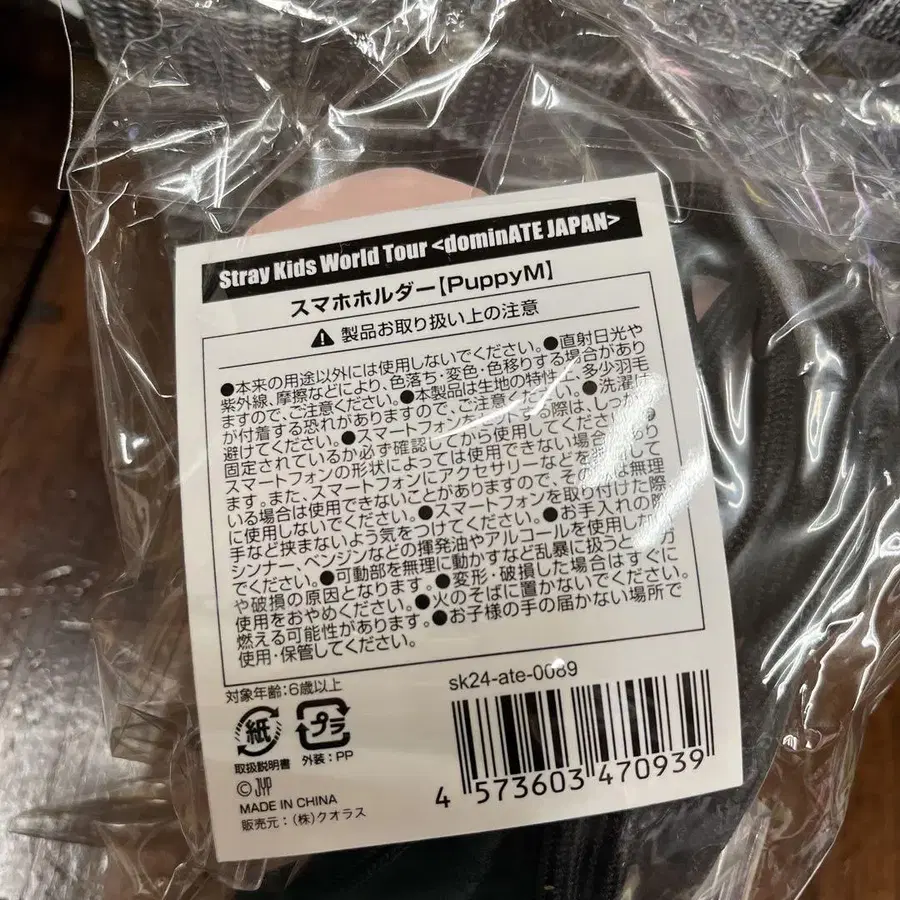 Stray Kids World Tour <dominATE JAPAN>
スマホホルダー【PuppyM】
⚠ 製品お取り扱い上の注意
●本来の用途以外には使用しないでください。●直射日光や
紫外線、摩擦などにより、色落ち、変色・色移りする場合があり
ますので、ご注意ください。●本製品は生地の特性上、多少羽毛
が付着する恐れがありますので、ご注意ください。●洗濯は
避けてください。●スマートフォンをセットの際は、しっかり
固定されているか必ず確認してから使用してください。●
スマートフォンの形状によっては使用できない場合があり
ます。また、スマートフォンにアクセサリーなどを装着して
いる場合は使用できないことがありますので、その際は無理
に使用しないでください。●スマートフォンを取り付けた際
手など挟まないよう気をつけてください。●お手入れの際
シンナー、ベンジンなどの揮発油やアルコールを使用しない
でください。●可動部を無理に動かすなど乱暴に扱うと、ケガ
や破損の原因となります。●変形・破損した場合はすぐに
使用をおやめください。●火のそばに置かないでください。
燃える可能性があります。●お子様の手の届かない場所で
使用・保管してください。
対象年齢:6歳以上
sk24-ate-0089
紙 プラ
取扱説明書 外装:PP
©JYP
MADE IN CHINA
販売元:(株)クオラス
4 573603 470939